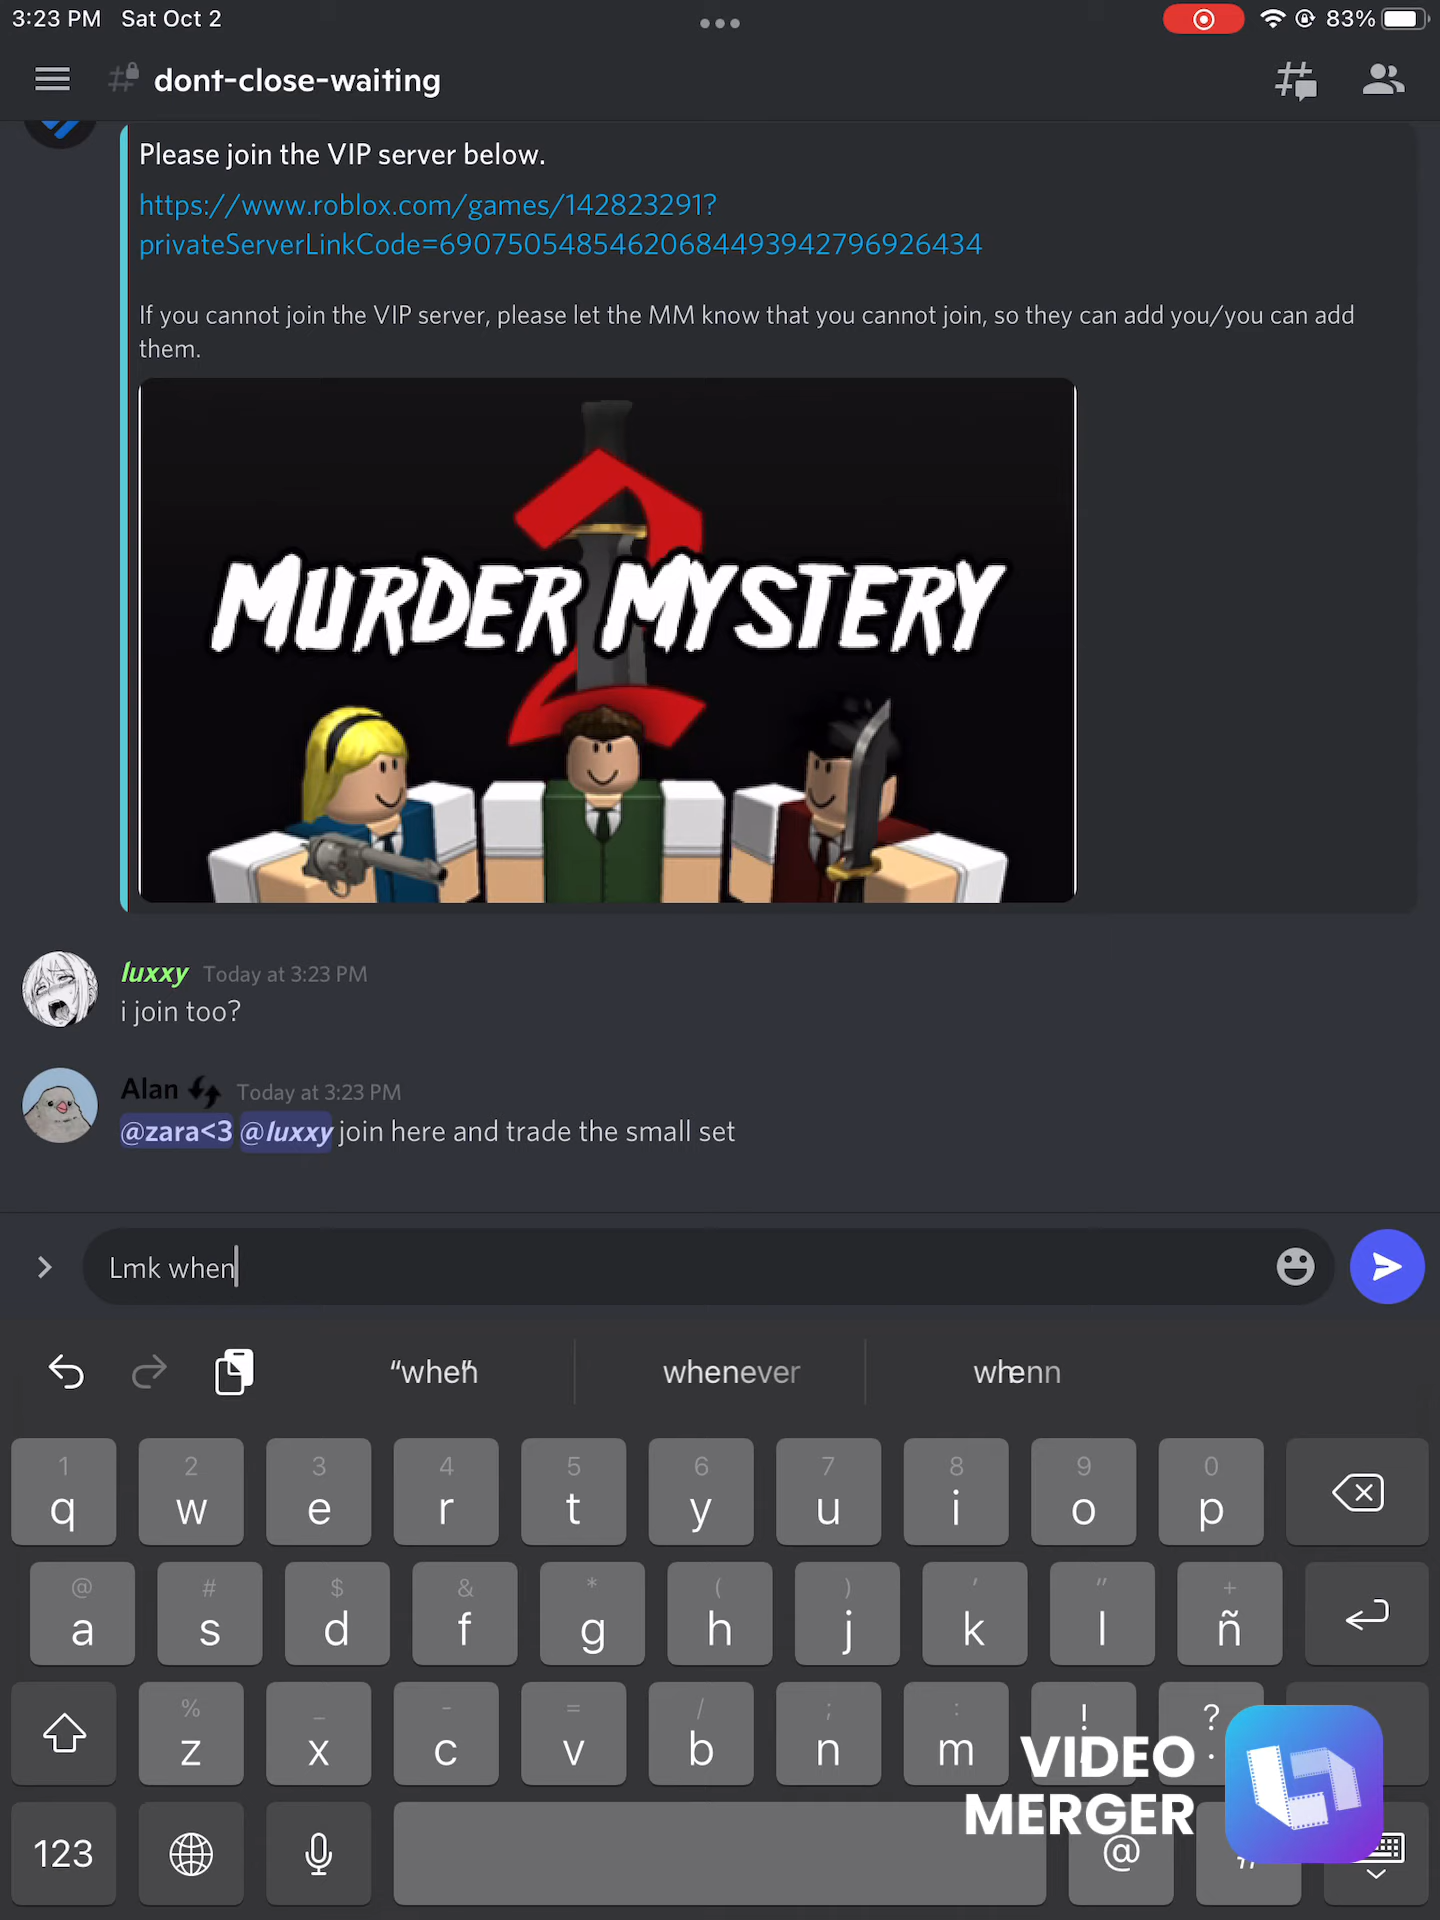 3:23 PM Sat Oct 2
83%
dont-close-waiting
Please join the VIP server below.
https://www.roblox.com/games/142823291?
privateServerLinkCode=69075054854620684493942796926434
If you cannot join the VIP server, please let the MM know that you cannot join, so they can add you/you can add
them.
MURDER MYSTERY
2
luxxy Today at 3:23 PM
i join too?
Alan Today at 3:23 PM
@zara<3 @luxxy join here and trade the small set
Lmk when
whenever
1 2 3 4 5 6 7 8 9 0
q w e r t y u i o p
@ # $ & * ( ) ' " +
a s d f g h j k l ñ
% _ - = / ; : ! ?
z x c v b n m
VIDEO
MERGER
123 @